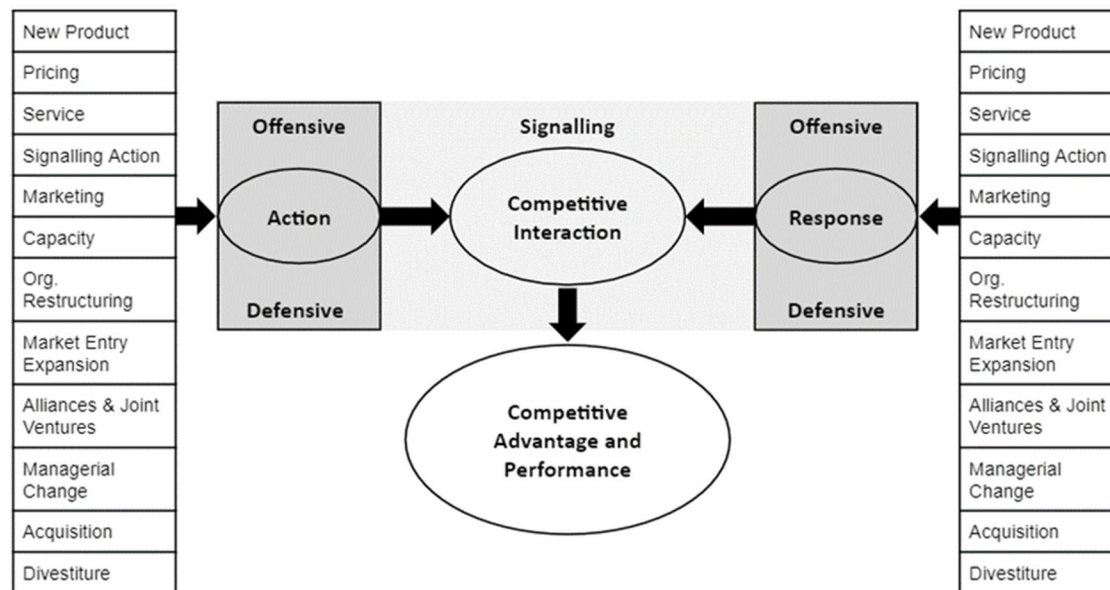 New Product
Pricing
Service
Signalling Action
Marketing
Capacity
Org.
Restructuring
Market Entry
Expansion
Alliances & Joint
Ventures
Managerial
Change
Acquisition
Divestiture
Offensive
Action
Defensive
Signalling
Competitive
Interaction
Competitive
Advantage and
Performance
Offensive
Response
Defensive
New Product
Pricing
Service
Signalling Action
Marketing
Capacity
Org.
Restructuring
Market Entry
Expansion
Alliances & Joint
Ventures
Managerial
Change
Acquisition
Divestiture